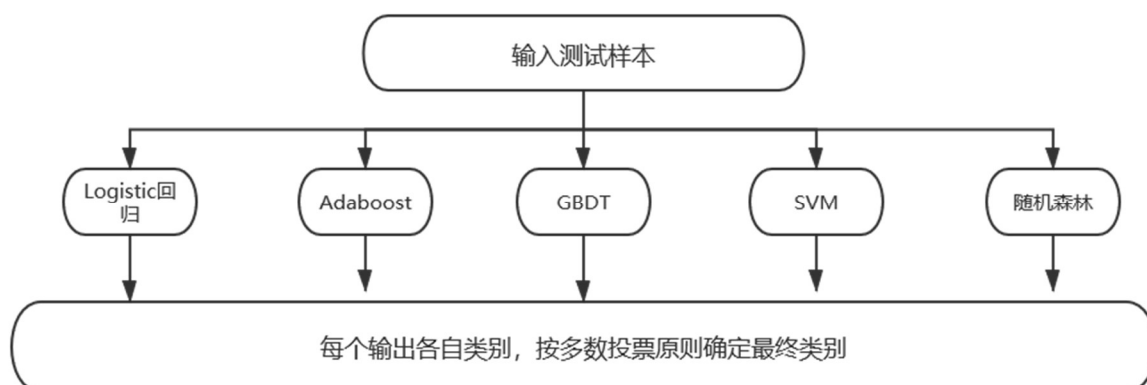 输入测试样本
Logistic回
归
Adaboost
GBDT
SVM
随机森林
每个输出各自类别，按多数投票原则确定最终类别